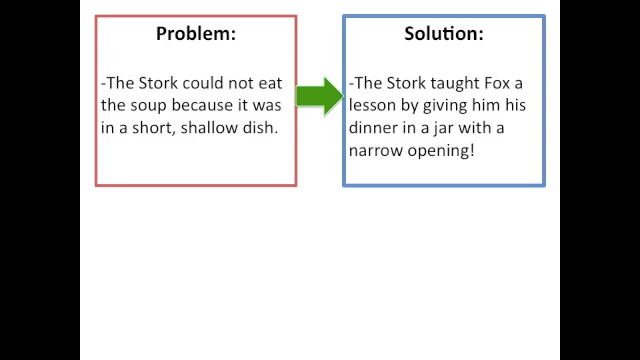 Problem:
-The Stork could not eat
the soup because it was
in a short, shallow dish.
Solution:
-The Stork taught Fox a
lesson by giving him his
dinner in a jar with a
narrow opening!